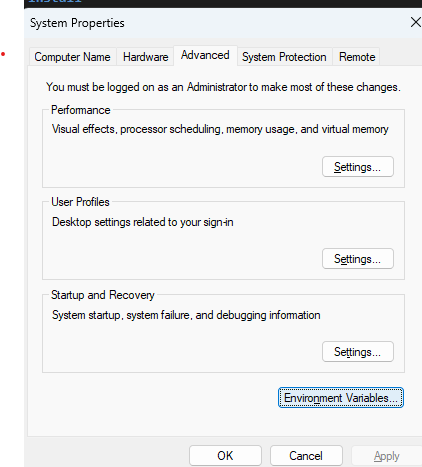 System Properties
Computer Name Hardware Advanced System Protection Remote
You must be logged on as an Administrator to make most of these changes.
Performance
Visual effects, processor scheduling, memory usage, and virtual memory
Settings...
User Profiles
Desktop settings related to your sign-in
Settings...
Startup and Recovery
System startup, system failure, and debugging information
Settings...
Environment Variables...
OK Cancel Apply